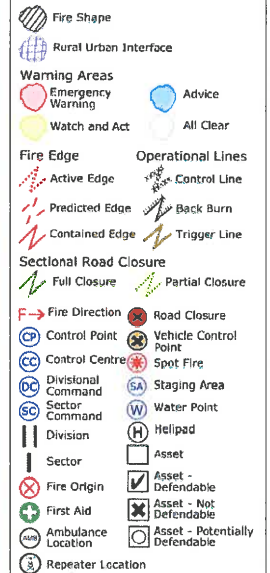 Fire Shape
Rural Urban Interface
Warning Areas
Emergency Warning
Advice
Watch and Act
All Clear
Fire Edge
Operational Lines
Active Edge
Control Line
Predicted Edge
Back Burn
Contained Edge
Trigger Line
Sectional Road Closure
Full Closure
Partial Closure
F Fire Direction
Road Closure
CP Control Point
Vehicle Control
Point
CC Control Centre
Spot Fire
DC Divisional
Command
SA Staging Area
SC Sector
Command
W Water Point
Division
H Helipad
Sector
Asset
Fire Origin
Asset -
Defendable
First Aid
Asset - Not
Defendable
AMB Ambulance
Location
Asset - Potentially
Defendable
Repeater Location